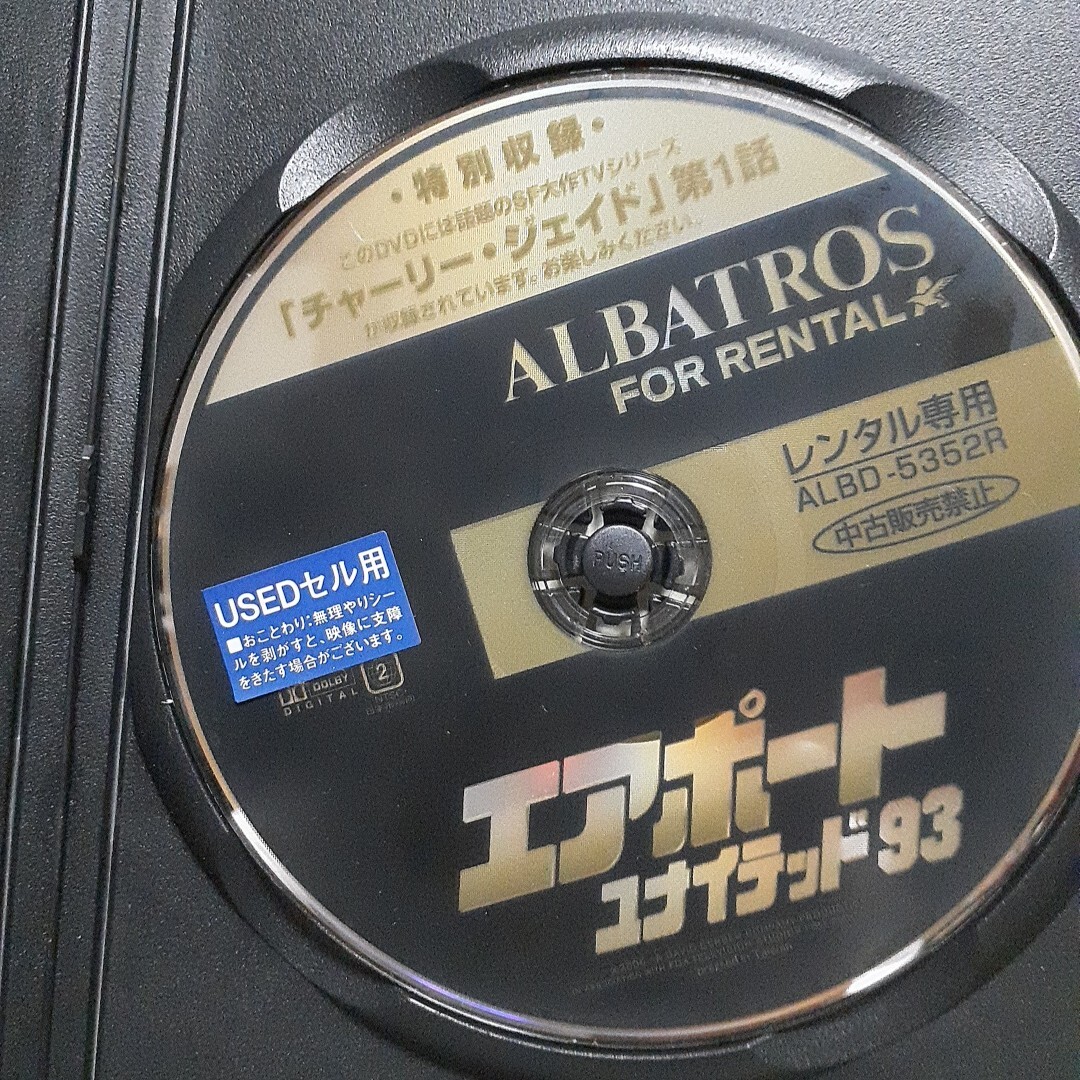 ・特別収録・
このDVDには話題のSF大作TVシリーズ
「チャーリー・ジェイド」第1話
が収録されています。お楽しみください。
ALBATROS
FOR RENTAL
レンタル専用
ALBD-5352R
中古販売禁止
PUSH
USEDセル用
■おことわり:無理やりシー
ルを剥がすと、映像に支障
をきたす場合がございます。
DOLBY
DIGITAL
2
エアポート
ユナイテッド93